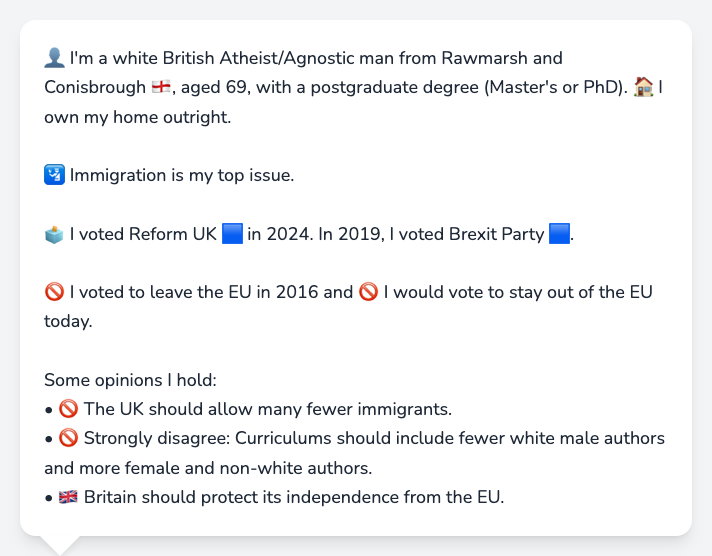 👤 I'm a white British Atheist/Agnostic man from Rawmarsh and
Conisbrough 🏴󠁧󠁢󠁥󠁮󠁧󠁿, aged 69, with a postgraduate degree (Master's or PhD). 🏠 I
own my home outright.
🛂 Immigration is my top issue.
🗳️ I voted Reform UK 🟦 in 2024. In 2019, I voted Brexit Party 🟦.
🚫 I voted to leave the EU in 2016 and 🚫 I would vote to stay out of the EU
today.
Some opinions I hold:
• 🚫 The UK should allow many fewer immigrants.
• 🚫 Strongly disagree: Curriculums should include fewer white male authors
and more female and non-white authors.
• 🇬🇧 Britain should protect its independence from the EU.